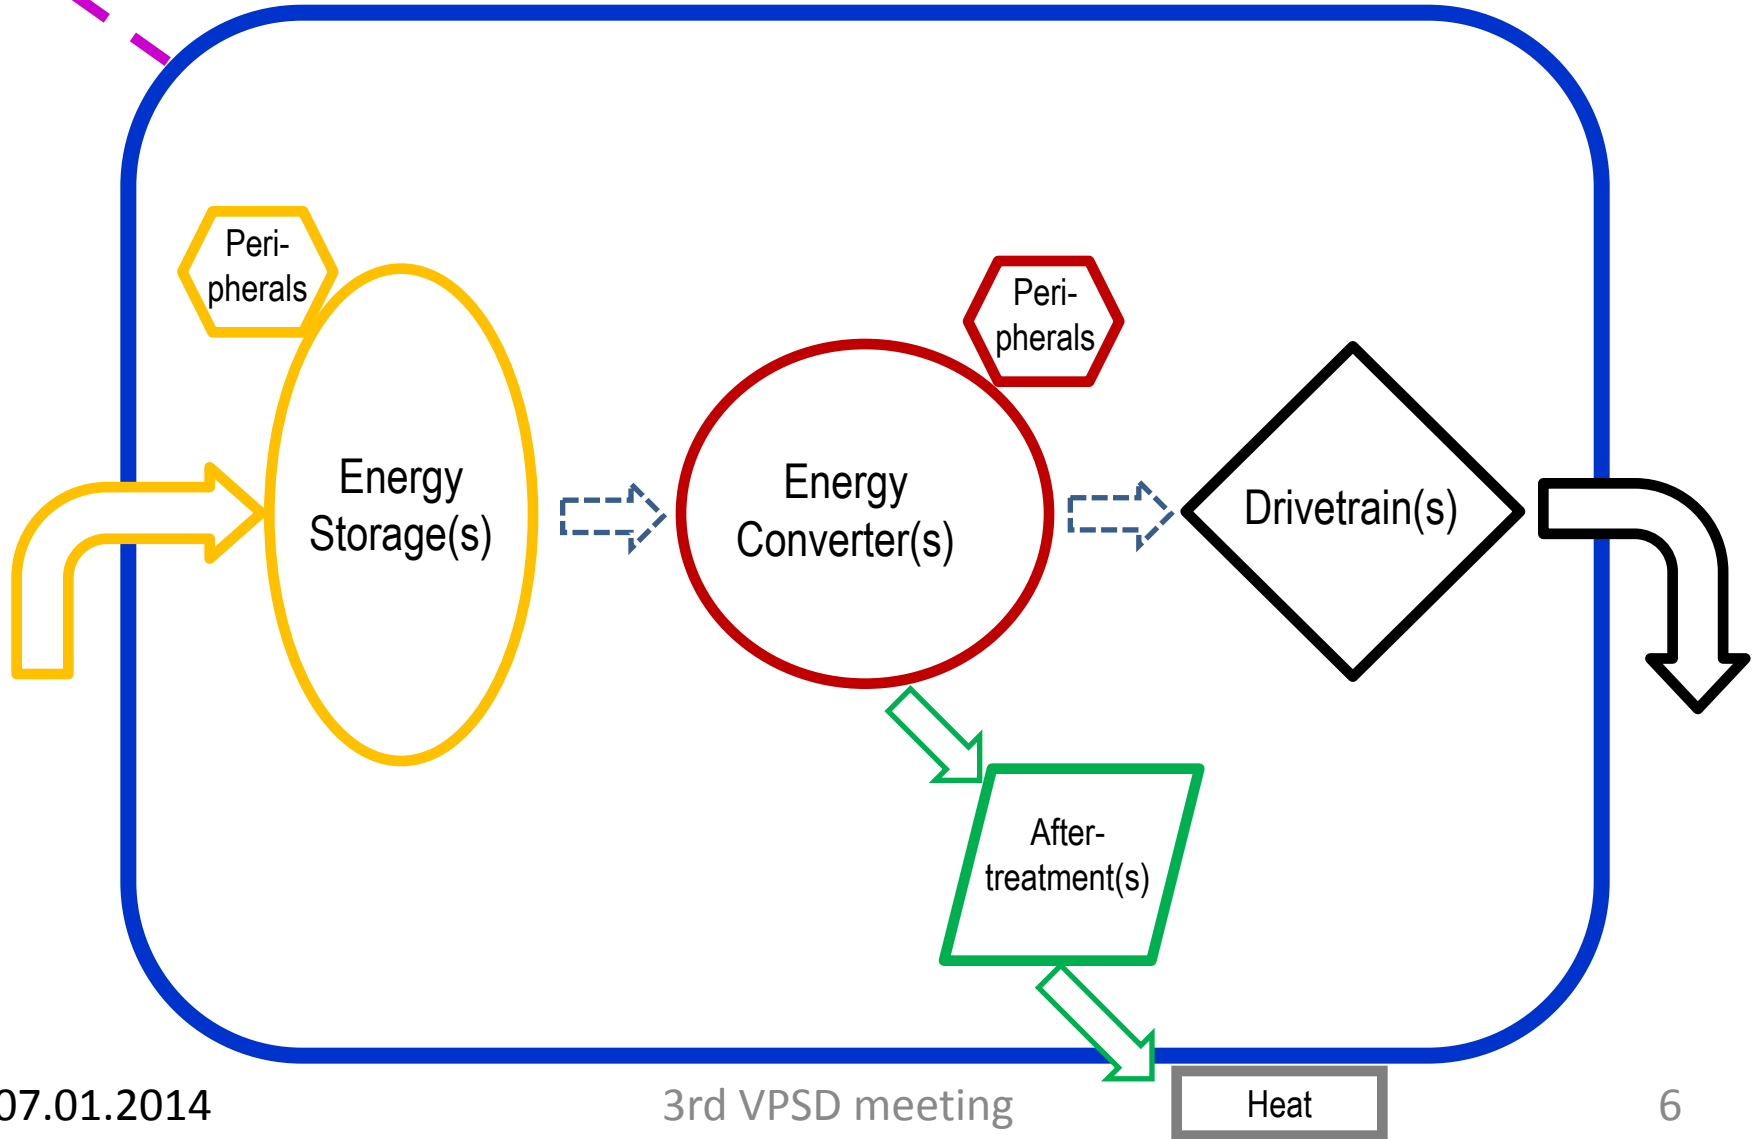 Peri-
pherals
Peri-
pherals
Energy
Storage(s)
Energy
Converter(s)
Drivetrain(s)
After-
treatment(s)
07.01.2014
3rd VPSD meeting
Heat
6